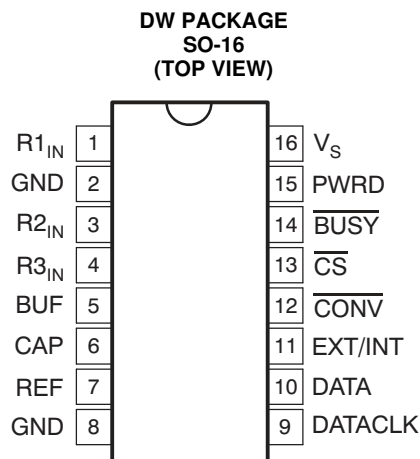 DW PACKAGE
SO-16
(TOP VIEW)
R1IN 1 16 VS
GND 2 15 PWRD
R2IN 3 14 BUSY
R3IN 4 13 CS
BUF 5 12 CONV
CAP 6 11 EXT/INT
REF 7 10 DATA
GND 8 9 DATACLK